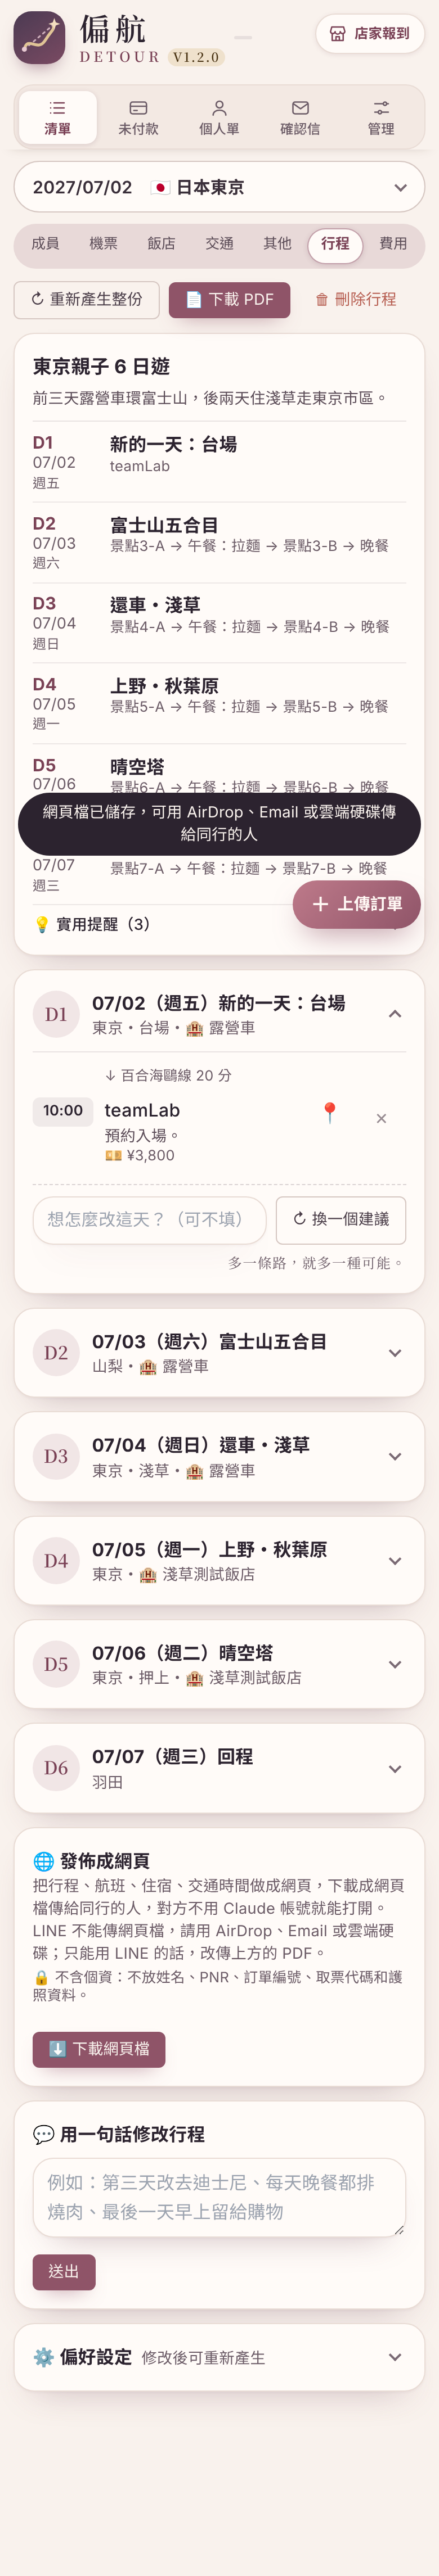 偏航
DETOUR V1.2.0
店家報到
清單
未付款
個人單
確認信
管理
2027/07/02 🇯🇵 日本東京
成員
機票
飯店
交通
其他
行程
費用
↻ 重新產生整份
📄 下載 PDF
🗑 刪除行程
東京親子 6 日遊
前三天露營車環富士山，後兩天住淺草走東京市區。
D1
07/02
週五
新的一天：台場
teamLab
D2
07/03
週六
富士山五合目
景點3-A → 午餐：拉麵 → 景點3-B → 晚餐
D3
07/04
週日
還車・淺草
景點4-A → 午餐：拉麵 → 景點4-B → 晚餐
D4
07/05
週一
上野・秋葉原
景點5-A → 午餐：拉麵 → 景點5-B → 晚餐
D5
07/06
晴空塔
景點6-A → 午餐：拉麵 → 景點6-B → 晚餐
網頁檔已儲存，可用 AirDrop、Email 或雲端硬碟傳
給同行的人
07/07
週三
景點7-A → 午餐：拉麵 → 景點7-B → 晚餐
＋ 上傳訂單
💡 實用提醒（3）
D1
07/02（週五）新的一天：台場
東京・台場・🏨 露營車
↓ 百合海鷗線 20 分
10:00
teamLab
📍
×
預約入場。
💴 ¥3,800
想怎麼改這天？（可不填）
↻ 換一個建議
多一條路，就多一種可能。
D2
07/03（週六）富士山五合目
山梨・🏨 露營車
D3
07/04（週日）還車・淺草
東京・淺草・🏨 露營車
D4
07/05（週一）上野・秋葉原
東京・🏨 淺草測試飯店
D5
07/06（週二）晴空塔
東京・押上・🏨 淺草測試飯店
D6
07/07（週三）回程
羽田
🌐 發佈成網頁
把行程、航班、住宿、交通時間做成網頁，下載成網頁
檔傳給同行的人，對方不用 Claude 帳號就能打開。
LINE 不能傳網頁檔，請用 AirDrop、Email 或雲端硬
碟；只能用 LINE 的話，改傳上方的 PDF。
🔒 不含個資：不放姓名、PNR、訂單編號、取票代碼和護
照資料。
⬇️ 下載網頁檔
💬 用一句話修改行程
例如：第三天改去迪士尼、每天晚餐都排
燒肉、最後一天早上留給購物
送出
⚙️ 偏好設定 修改後可重新產生